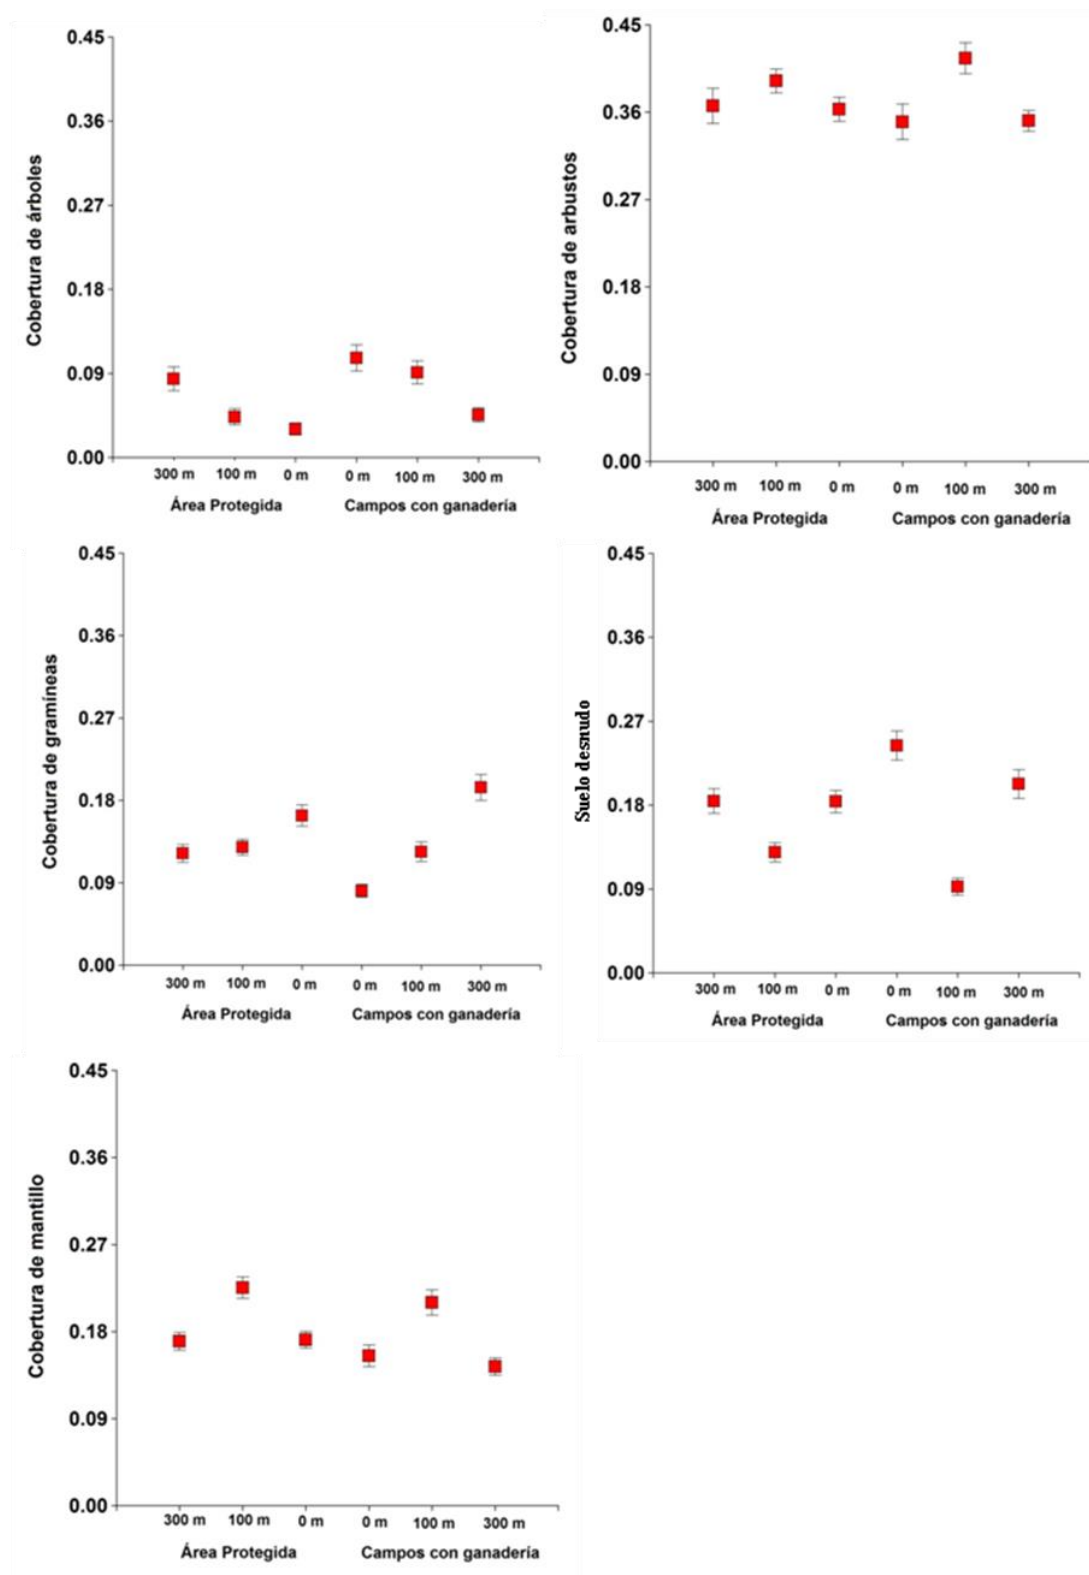 Cobertura de árboles
0.45
0.36
0.27
0.18
0.09
0.00
300 m 100 m 0 m 0 m 100 m 300 m
Área Protegida Campos con ganadería
Cobertura de arbustos
0.45
0.36
0.27
0.18
0.09
0.00
300 m 100 m 0 m 0 m 100 m 300 m
Área Protegida Campos con ganadería
Cobertura de gramíneas
0.45
0.36
0.27
0.18
0.09
0.00
300 m 100 m 0 m 0 m 100 m 300 m
Área Protegida Campos con ganadería
Suelo desnudo
0.45
0.36
0.27
0.18
0.09
0.00
300 m 100 m 0 m 0 m 100 m 300 m
Área Protegida Campos con ganadería
Cobertura de mantillo
0.45
0.36
0.27
0.18
0.09
0.00
300 m 100 m 0 m 0 m 100 m 300 m
Área Protegida Campos con ganadería